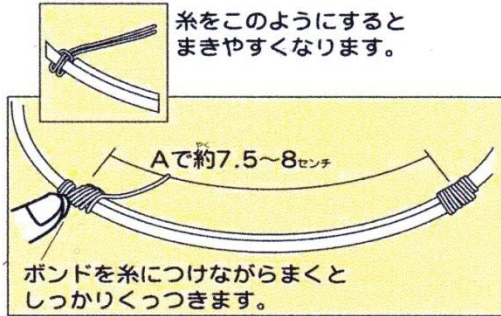 糸をこのようにすると
まきやすくなります。
Aで約7.5～8センチ
やく
ボンドを糸につけながらまくと
しっかりくっつきます。